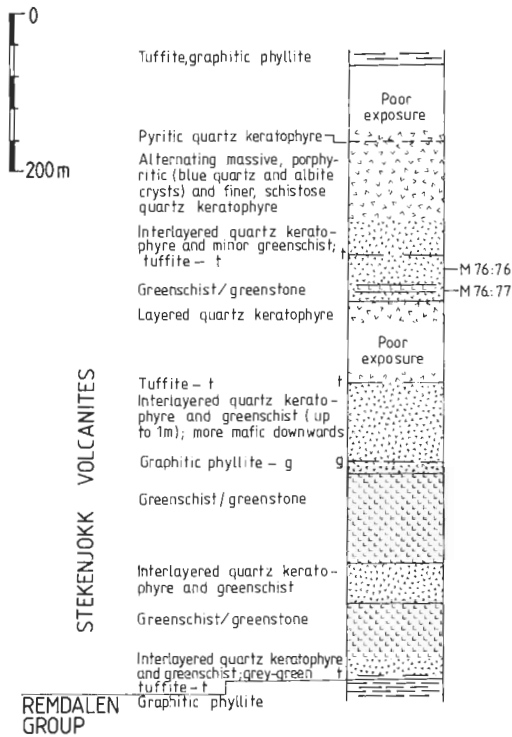 0
200m
Tuffite, graphitic phyllite
Poor
exposure
Pyritic quartz keratophyre
Alternating massive, porphy-
ritic (blue quartz and albite
crysts) and finer, schistose
quartz keratophyre
Interlayered quartz kerato-
phyre and minor greenschist;
tuffite - t
t
M 76:76
Greenschist/greenstone
M 76:77
Layered quartz keratophyre
Poor
exposure
Tuffite - t
t
Interlayered quartz kerato-
phyre and greenschist (up
to 1m); more mafic downwards
Graphitic phyllite - g
g
Greenschist/greenstone
Interlayered quartz kerato-
phyre and greenschist
Greenschist/greenstone
Interlayered quartz keratophyre
and greenschist; grey-green
t
tuffite - t
Graphitic phyllite
STEKENJOKK VOLCANITES
REMDALEN
GROUP